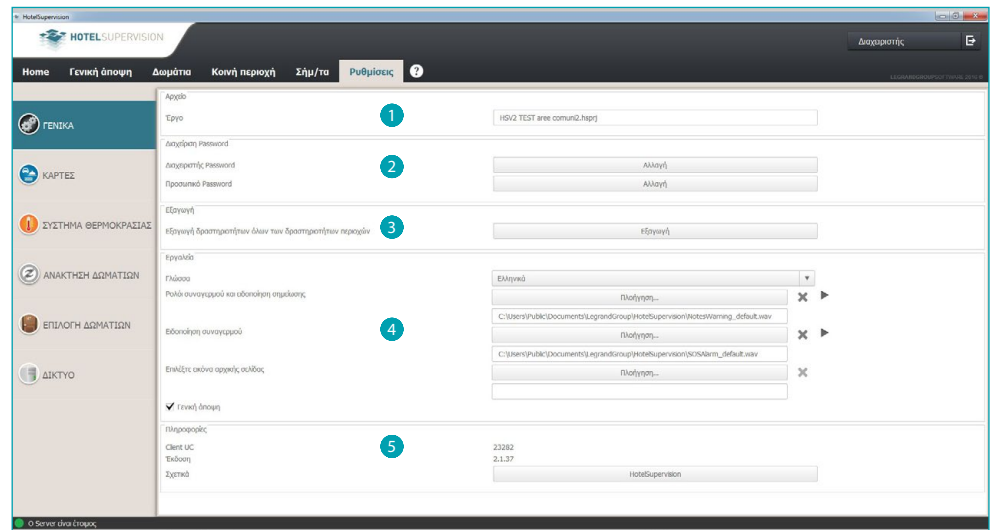 HotelSupervision
HOTELSUPERVISION
Διαχειριστής
Home Γενική άποψη Δωμάτια Κοινή περιοχή Σήμ/τα Ρυθμίσεις ?
ΓΕΝΙΚΑ
ΚΑΡΤΕΣ
ΣΥΣΤΗΜΑ ΘΕΡΜΟΚΡΑΣΙΑΣ
ΑΝΑΚΤΗΣΗ ΔΩΜΑΤΙΩΝ
ΕΠΙΛΟΓΗ ΔΩΜΑΤΙΩΝ
ΔΙΚΤΥΟ
Αρχείο
Έργο 1 HSV2 TEST aree comuni2.hsprj
Διαχείριση Password
Διαχειριστής Password 2 Αλλαγή
Προσωπικό Password Αλλαγή
Εξαγωγή
Εξαγωγή δραστηριοτήτων όλων των δραστηριοτήτων περιοχών 3 Εξαγωγή
Εργαλεία
Γλώσσα Ελληνικά
Ρολόι συναγερμού και οδοποίηση σημείωσης Πλοήγηση...
C:\Users\Public\Documents\LegrandGroup\HotelSupervision\NotesWarning_default.wav
Ειδοποίηση συναγερμού 4 Πλοήγηση...
C:\Users\Public\Documents\LegrandGroup\HotelSupervision\SOSAlarm_default.wav
Επιλέξτε εικόνα αρχικής σελίδας Πλοήγηση...
Γενική άποψη
Πληροφορίες
Client UC 5 23282
Έκδοση 2.1.37
Σχετικά HotelSupervision
Ο Server είναι έτοιμος